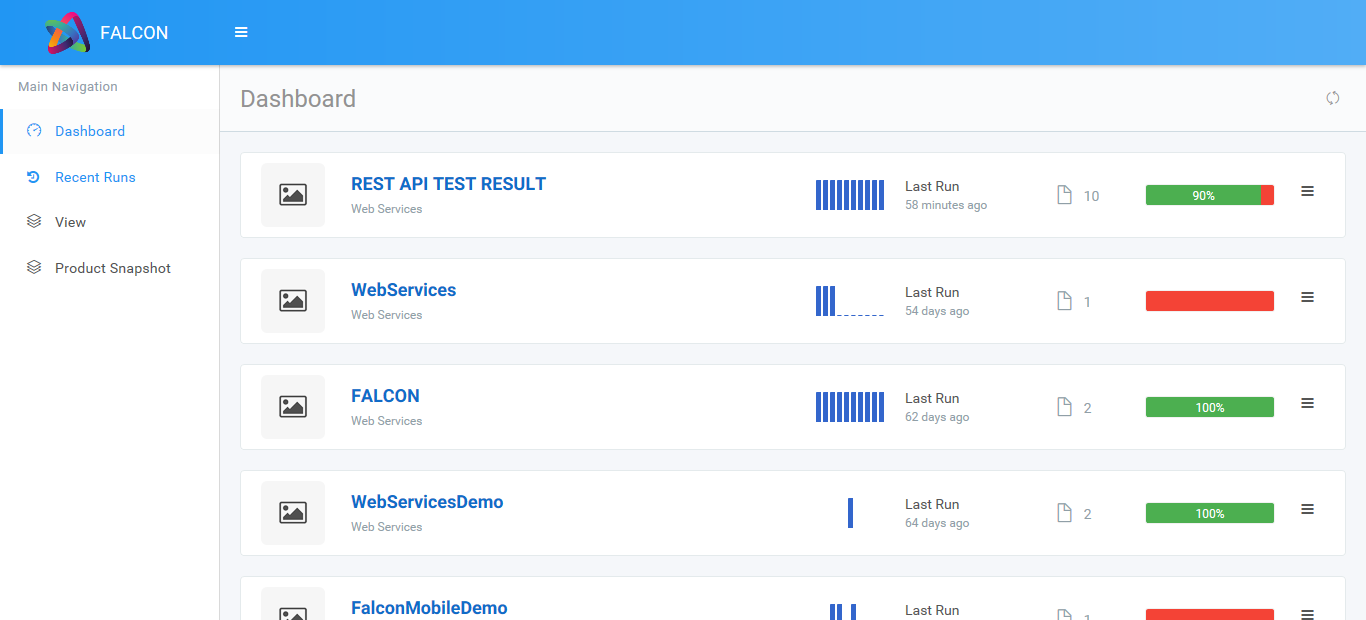 FALCON
Main Navigation
Dashboard
Recent Runs
View
Product Snapshot
Dashboard
REST API TEST RESULT
Web Services
Last Run
58 minutes ago
10
90%
WebServices
Web Services
Last Run
54 days ago
1
FALCON
Web Services
Last Run
62 days ago
2
100%
WebServicesDemo
Web Services
Last Run
64 days ago
2
100%
FalconMobileDemo
Last Run